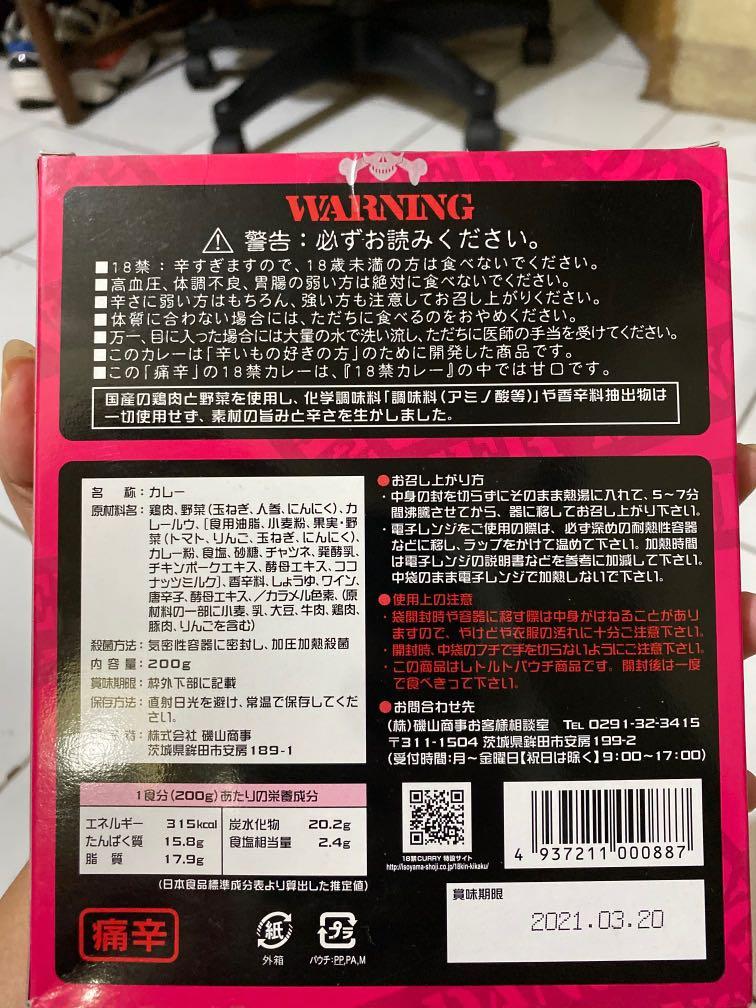 WARNING
⚠ 警告：必ずお読みください。
■18禁：辛すぎますので、18歳未満の方は食べないでください。
■高血圧、体調不良、胃腸の弱い方は絶対に食べないでください。
■辛さに弱い方はもちろん、強い方も注意してお召し上がりください。
■体質に合わない場合には、ただちに食べるのをおやめください。
■万一、目に入った場合には大量の水で洗い流し、ただちに医師の手当を受けてください。
■このカレーは「辛いもの好きの方」のために開発した商品です。
■この「痛辛」の18禁カレーは、『18禁カレー』の中では甘口です。
国産の鶏肉と野菜を使用し、化学調味料「調味料(アミノ酸等)」や香辛料抽出物は
一切使用せず、素材の旨みと辛さを生かしました。
名称：カレー
原材料名：鶏肉、野菜(玉ねぎ、人参、にんにく)、カ
レールウ、[食用油脂、小麦粉、果実・野
菜(トマト、りんご、玉ねぎ、にんにく)、
カレー粉、食塩、砂糖、チャツネ、発酵乳、
チキンポークエキス、酵母エキス、ココ
ナッツミルク]、香辛料、しょうゆ、ワイン、
唐辛子、酵母エキス、／カラメル色素、(原
材料の一部に小麦、乳、大豆、牛肉、鶏肉、
豚肉、りんごを含む)
殺菌方法：気密性容器に密封し、加圧加熱殺菌
内容量：200g
賞味期限：枠外下部に記載
保存方法：直射日光を避け、常温で保存してくだ
さい。
者：株式会社 磯山商事
茨城県鉾田市安房189-1
1食分(200g)あたりの栄養成分
エネルギー 315kcal 炭水化物 20.2g
たんぱく質 15.8g 食塩相当量 2.4g
脂質 17.9g
(日本食品標準成分表より算出した推定値)
痛辛
紙
外箱
プラ
パウチ:PP,PA,M
●お召し上がり方
・中身の封を切らずにそのまま熱湯に入れて、5～7分
間沸騰させてから、器に移してお召し上がり下さい。
・電子レンジをご使用の際は、必ず深めの耐熱性容器
などに移し、ラップをかけて温めて下さい。加熱時間
は電子レンジの説明書などを参考に加減して下さい。
中袋のまま電子レンジで加熱しないで下さい。
●使用上の注意
・袋開封時や容器に移す際は中身がはねることがあり
ますので、やけどや衣服の汚れに十分ご注意下さい。
・開封時、中袋のフチで手を切らないようにご注意下さい。
・この商品はレトルトパウチ商品です。開封後は一度
で食べきって下さい。
●お問合わせ先
(株)磯山商事お客様相談室 TEL 0291-32-3415
〒311-1504 茨城県鉾田市安房199-2
(受付時間:月～金曜日【祝日は除く】9:00～17:00)
18禁CURRY 特設サイト
http://isoyama-shoji.co.jp/18kin-kikaku/
4 937211 000887
賞味期限
2021.03.20